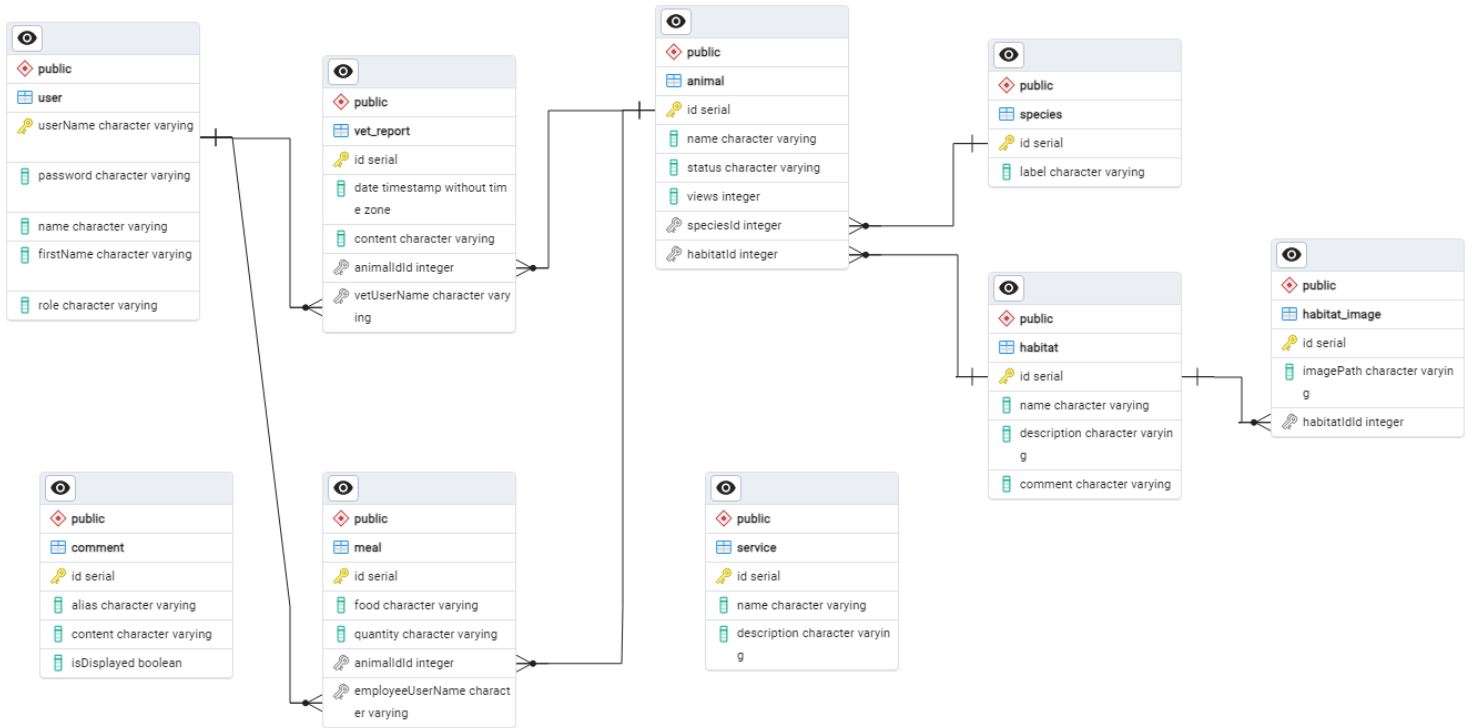 public
user
userName character varying
password character varying
name character varying
firstName character varying
role character varying
public
vet_report
id serial
date timestamp without tim
e zone
content character varying
animalIdId integer
vetUserName character vary
ing
public
animal
id serial
name character varying
status character varying
views integer
speciesId integer
habitatId integer
public
species
id serial
label character varying
public
habitat
id serial
name character varying
description character varyin
g
comment character varying
public
habitat_image
id serial
imagePath character varyin
g
habitatIdId integer
public
comment
id serial
alias character varying
content character varying
isDisplayed boolean
public
meal
id serial
food character varying
quantity character varying
animalIdId integer
employeeUserName charact
er varying
public
service
id serial
name character varying
description character varyin
g